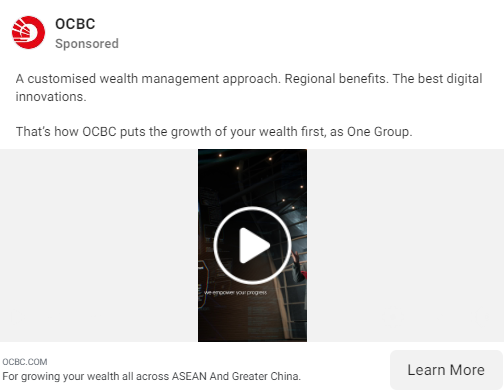 OCBC
Sponsored
A customised wealth management approach. Regional benefits. The best digital
innovations.
That's how OCBC puts the growth of your wealth first, as One Group.
we empower your progress
OCBC.COM
For growing your wealth all across ASEAN And Greater China.
Learn More